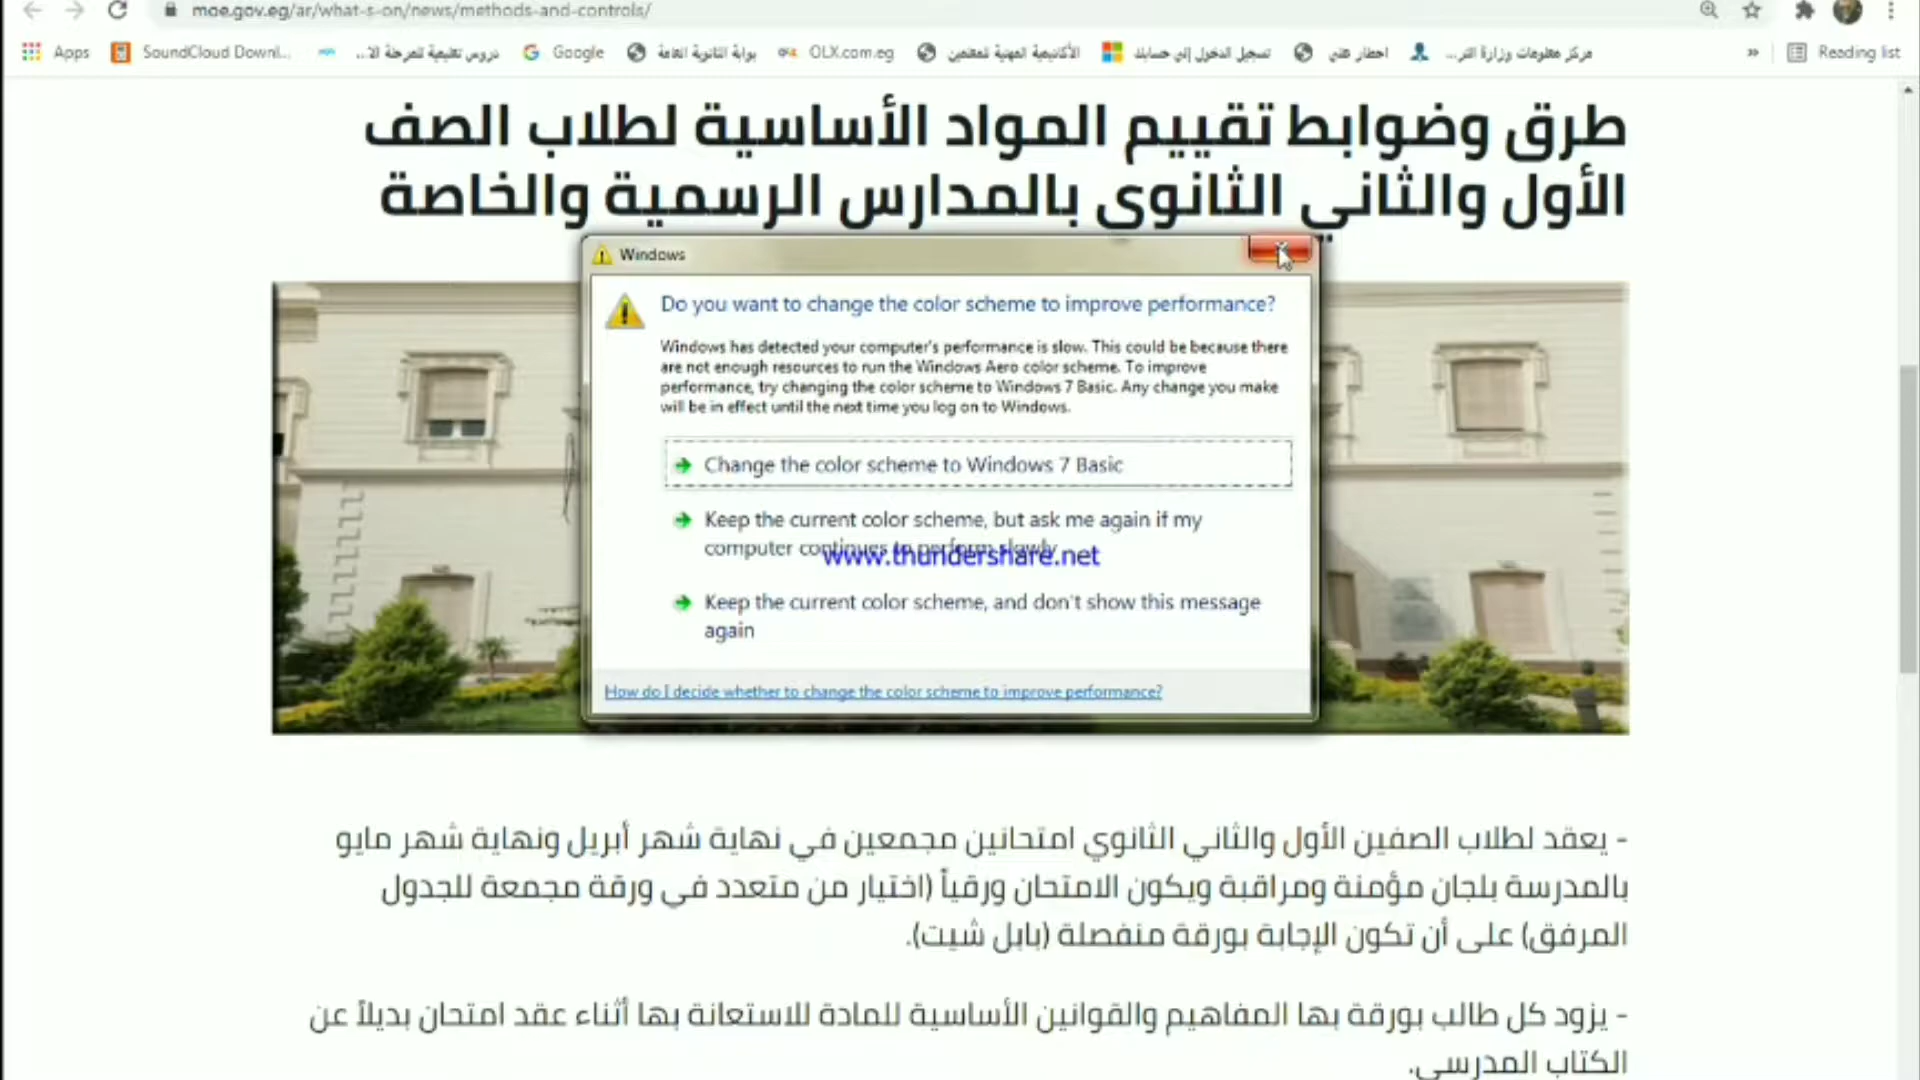 moe.gov.eg/ar/what-s-on/news/methods-and-controls/
Apps
SoundCloud Downl...
دروس تعليمية للمرحلة الا...
Google
بوابة الثانوية العامة
OLX.com.eg
الأكاديمية المهنية للمعلمين
تسجيل الدخول إلى حسابك
اخطار فني
مركز معلومات وزارة التر...
»
Reading list
طرق وضوابط تقييم المواد الأساسية لطلاب الصف
الأول والثاني الثانوي بالمدارس الرسمية والخاصة
Windows
Do you want to change the color scheme to improve performance?
Windows has detected your computer's performance is slow. This could be because there
are not enough resources to run the Windows Aero color scheme. To improve
performance, try changing the color scheme to Windows 7 Basic. Any change you make
will be in effect until the next time you log on to Windows.
Change the color scheme to Windows 7 Basic
Keep the current color scheme, but ask me again if my
computer continues to perform slowly
www.thundershare.net
Keep the current color scheme, and don't show this message
again
How do I decide whether to change the color scheme to improve performance?
- يعقد لطلاب الصفين الأول والثاني الثانوي امتحانين مجمعين في نهاية شهر أبريل ونهاية شهر مايو
بالمدرسة بلجان مؤمنة ومراقبة ويكون الامتحان ورقياً (اختيار من متعدد في ورقة مجمعة للجدول
المرفق) على أن تكون الإجابة بورقة منفصلة (بابل شيت).
- يزود كل طالب بورقة بها المفاهيم والقوانين الأساسية للمادة للاستعانة بها أثناء عقد امتحان بديلاً عن
الكتاب المدرسي.